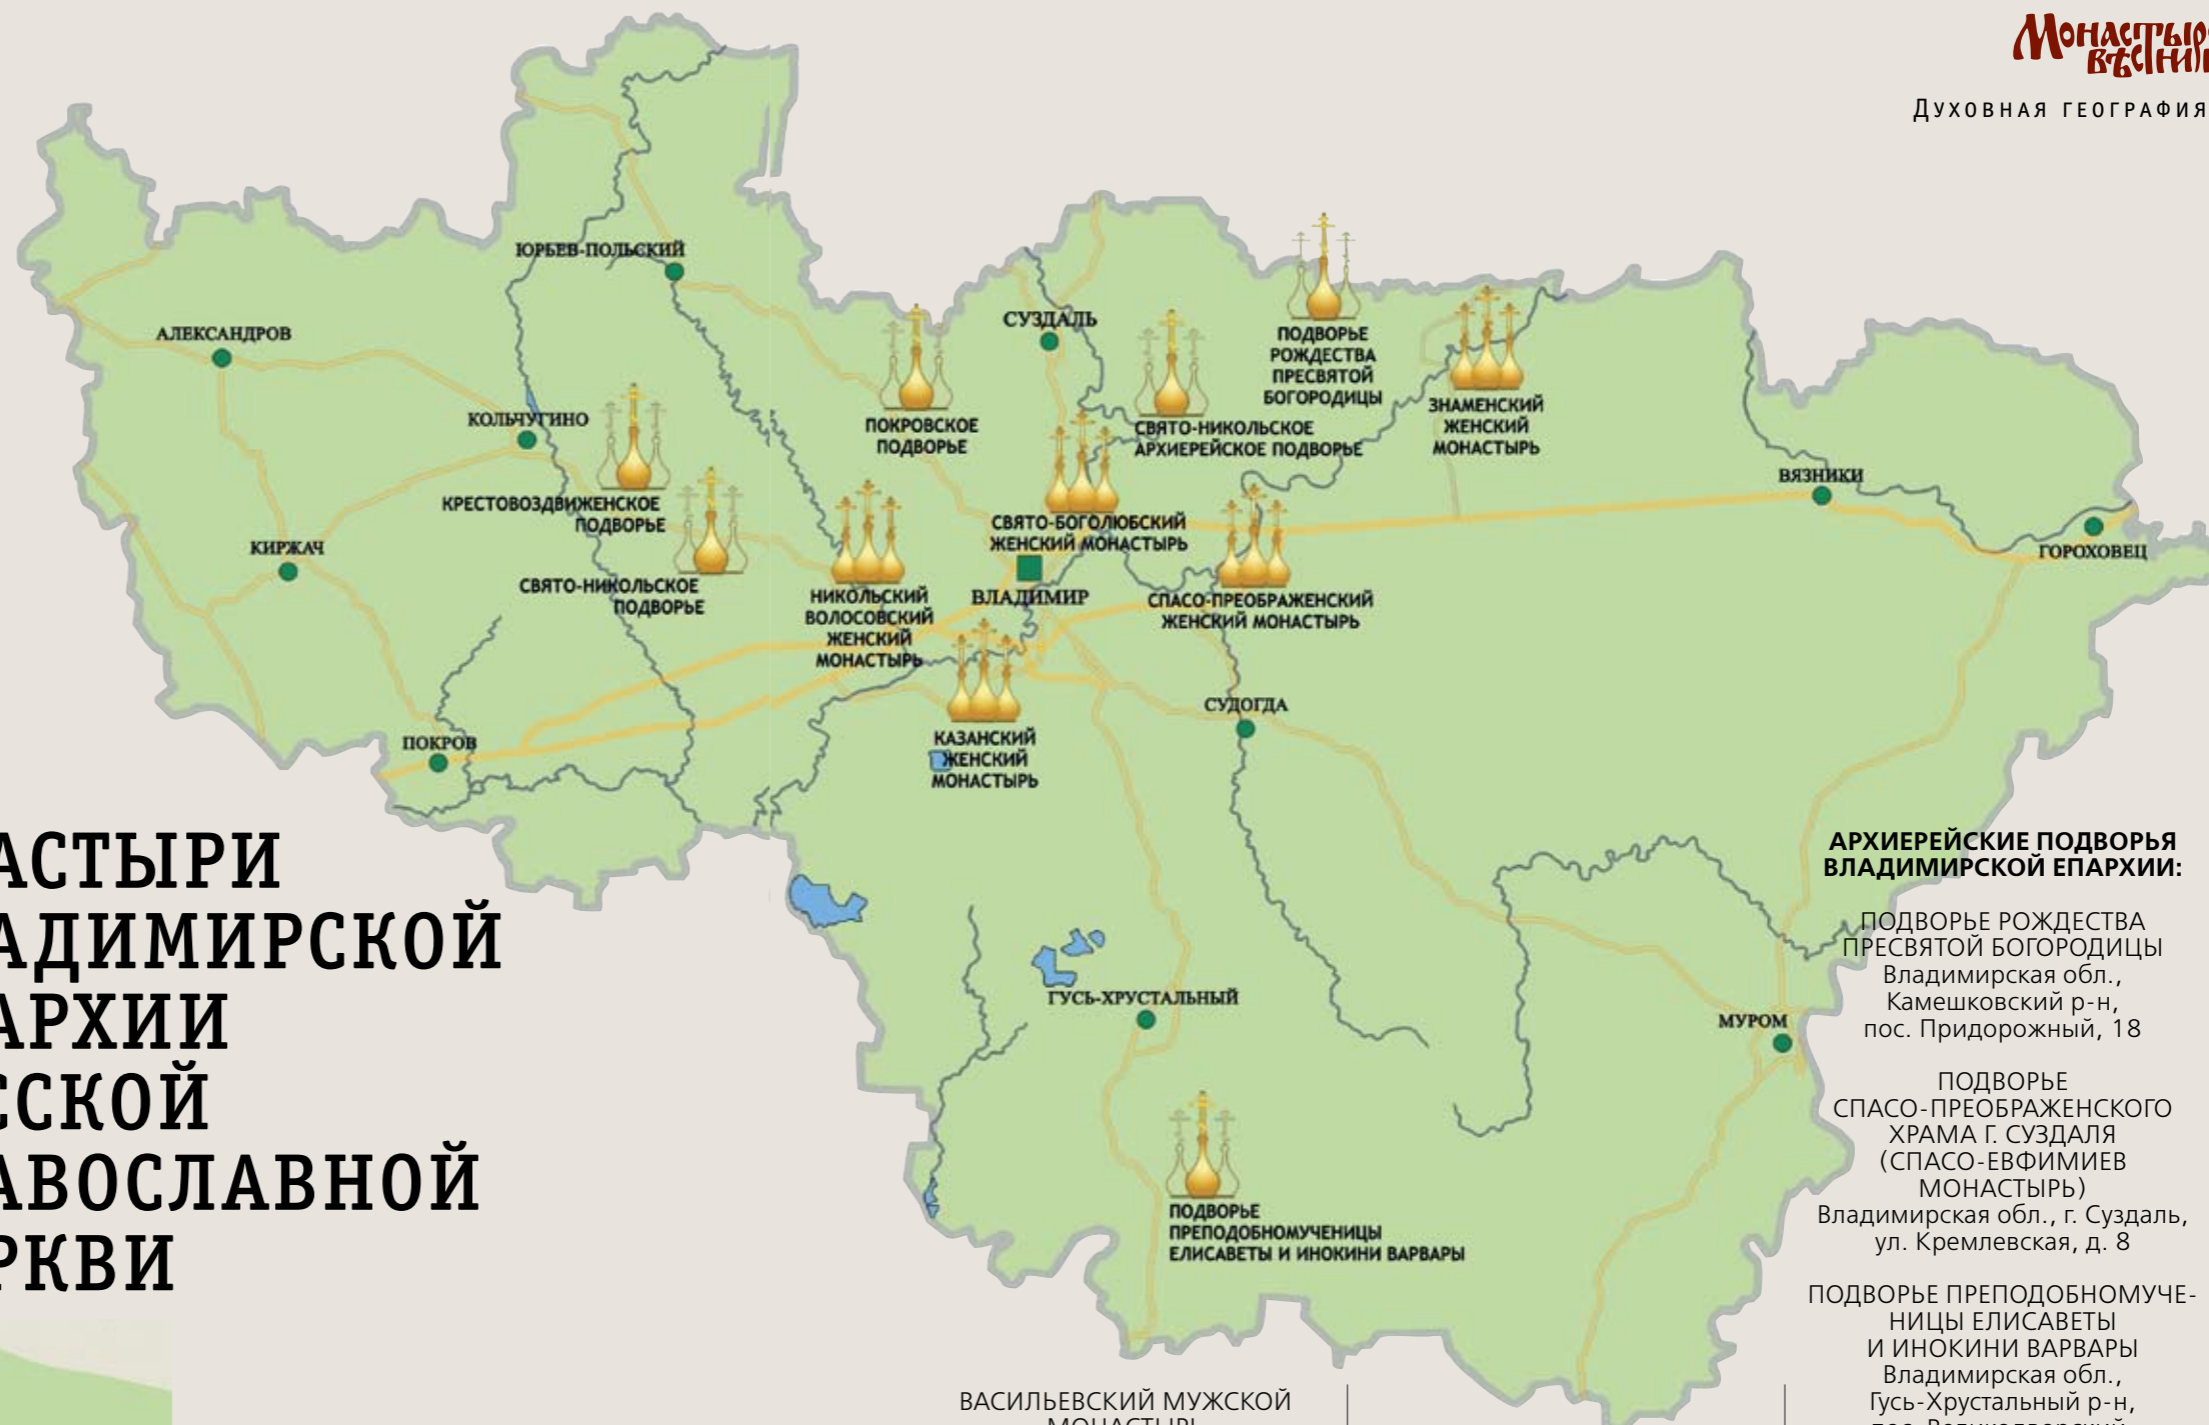 Духовная география
ЮРЬЕВ-ПОЛЬСКИЙ
АЛЕКСАНДРОВ
СУЗДАЛЬ
ПОДВОРЬЕ
РОЖДЕСТВА
ПРЕСВЯТОЙ
БОГОРОДИЦЫ
ЗНАМЕНСКИЙ
ЖЕНСКИЙ
МОНАСТЫРЬ
КОЛЬЧУГИНО
ПОКРОВСКОЕ
ПОДВОРЬЕ
СВЯТО-НИКОЛЬСКОЕ
АРХИЕРЕЙСКОЕ ПОДВОРЬЕ
ВЯЗНИКИ
КРЕСТОВОЗДВИЖЕНСКОЕ
ПОДВОРЬЕ
СВЯТО-БОГОЛЮБСКИЙ
ЖЕНСКИЙ МОНАСТЫРЬ
КИРЖАЧ
ГОРОХОВЕЦ
СВЯТО-НИКОЛЬСКОЕ
ПОДВОРЬЕ
НИКОЛЬСКИЙ
ВОЛОСОВСКИЙ
ЖЕНСКИЙ
МОНАСТЫРЬ
ВЛАДИМИР
СПАСО-ПРЕОБРАЖЕНСКИЙ
ЖЕНСКИЙ МОНАСТЫРЬ
СУДОГДА
ПОКРОВ
КАЗАНСКИЙ
ЖЕНСКИЙ
МОНАСТЫРЬ
АСТЫРИ
АДИМИРСКОЙ
АРХИИ
ССКОЙ
АВОСЛАВНОЙ
РКВИ
ГУСЬ-ХРУСТАЛЬНЫЙ
МУРОМ
ПОДВОРЬЕ
ПРЕПОДОБНОМУЧЕНИЦЫ
ЕЛИСАВЕТЫ И ИНОКИНИ ВАРВАРЫ
АРХИЕРЕЙСКИЕ ПОДВОРЬЯ
ВЛАДИМИРСКОЙ ЕПАРХИИ:
ПОДВОРЬЕ РОЖДЕСТВА
ПРЕСВЯТОЙ БОГОРОДИЦЫ
Владимирская обл.,
Камешковский р-н,
пос. Придорожный, 18
ПОДВОРЬЕ
СПАСО-ПРЕОБРАЖЕНСКОГО
ХРАМА Г. СУЗДАЛЯ
(СПАСО-ЕВФИМИЕВ
МОНАСТЫРЬ)
Владимирская обл., г. Суздаль,
ул. Кремлевская, д. 8
ПОДВОРЬЕ ПРЕПОДОБНОМУЧЕ-
НИЦЫ ЕЛИСАВЕТЫ
И ИНОКИНИ ВАРВАРЫ
Владимирская обл.,
Гусь-Хрустальный р-н,
ВАСИЛЬЕВСКИЙ МУЖСКОЙ